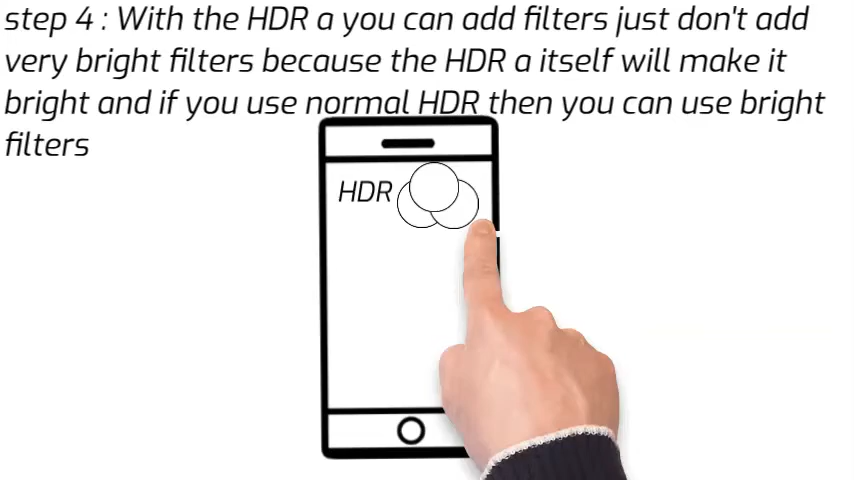 step 4 : With the HDR a you can add filters just don't add
very bright filters because the HDR a itself will make it
bright and if you use normal HDR then you can use bright
filters
HDR